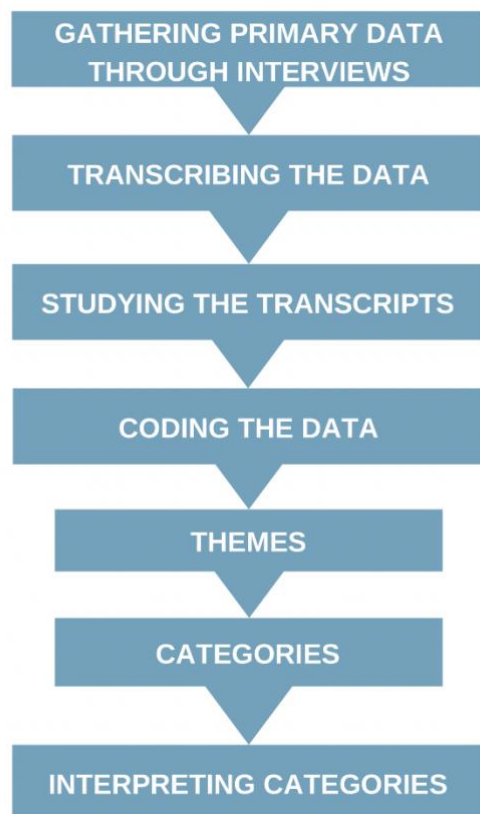 GATHERING PRIMARY DATA
THROUGH INTERVIEWS
TRANSCRIBING THE DATA
STUDYING THE TRANSCRIPTS
CODING THE DATA
THEMES
CATEGORIES
INTERPRETING CATEGORIES